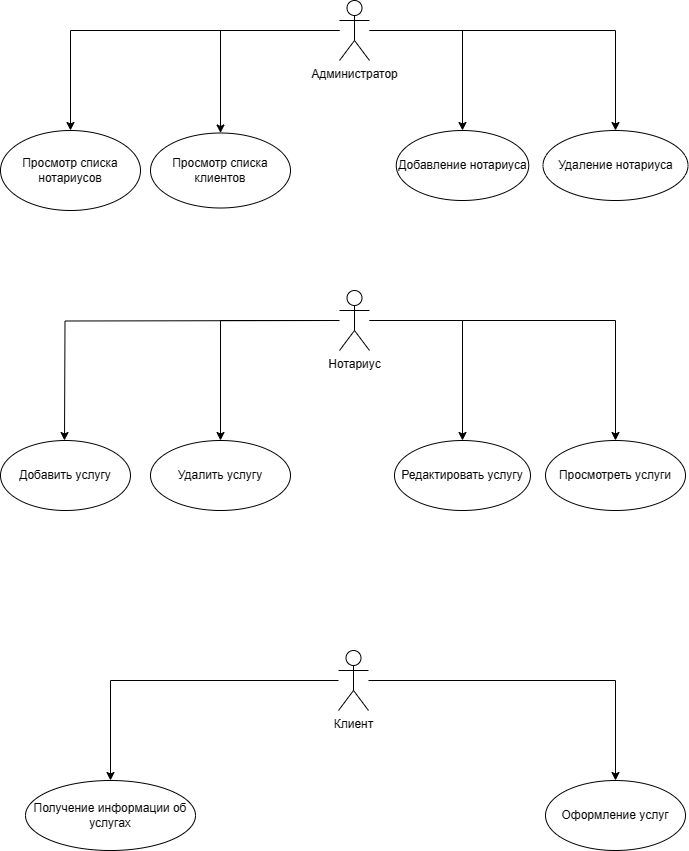 Администратор
Просмотр списка
нотариусов
Просмотр списка
клиентов
Добавление нотариуса
Удаление нотариуса
Нотариус
Добавить услугу
Удалить услугу
Редактировать услугу
Просмотреть услуги
Клиент
Получение информации об
услугах
Оформление услуг